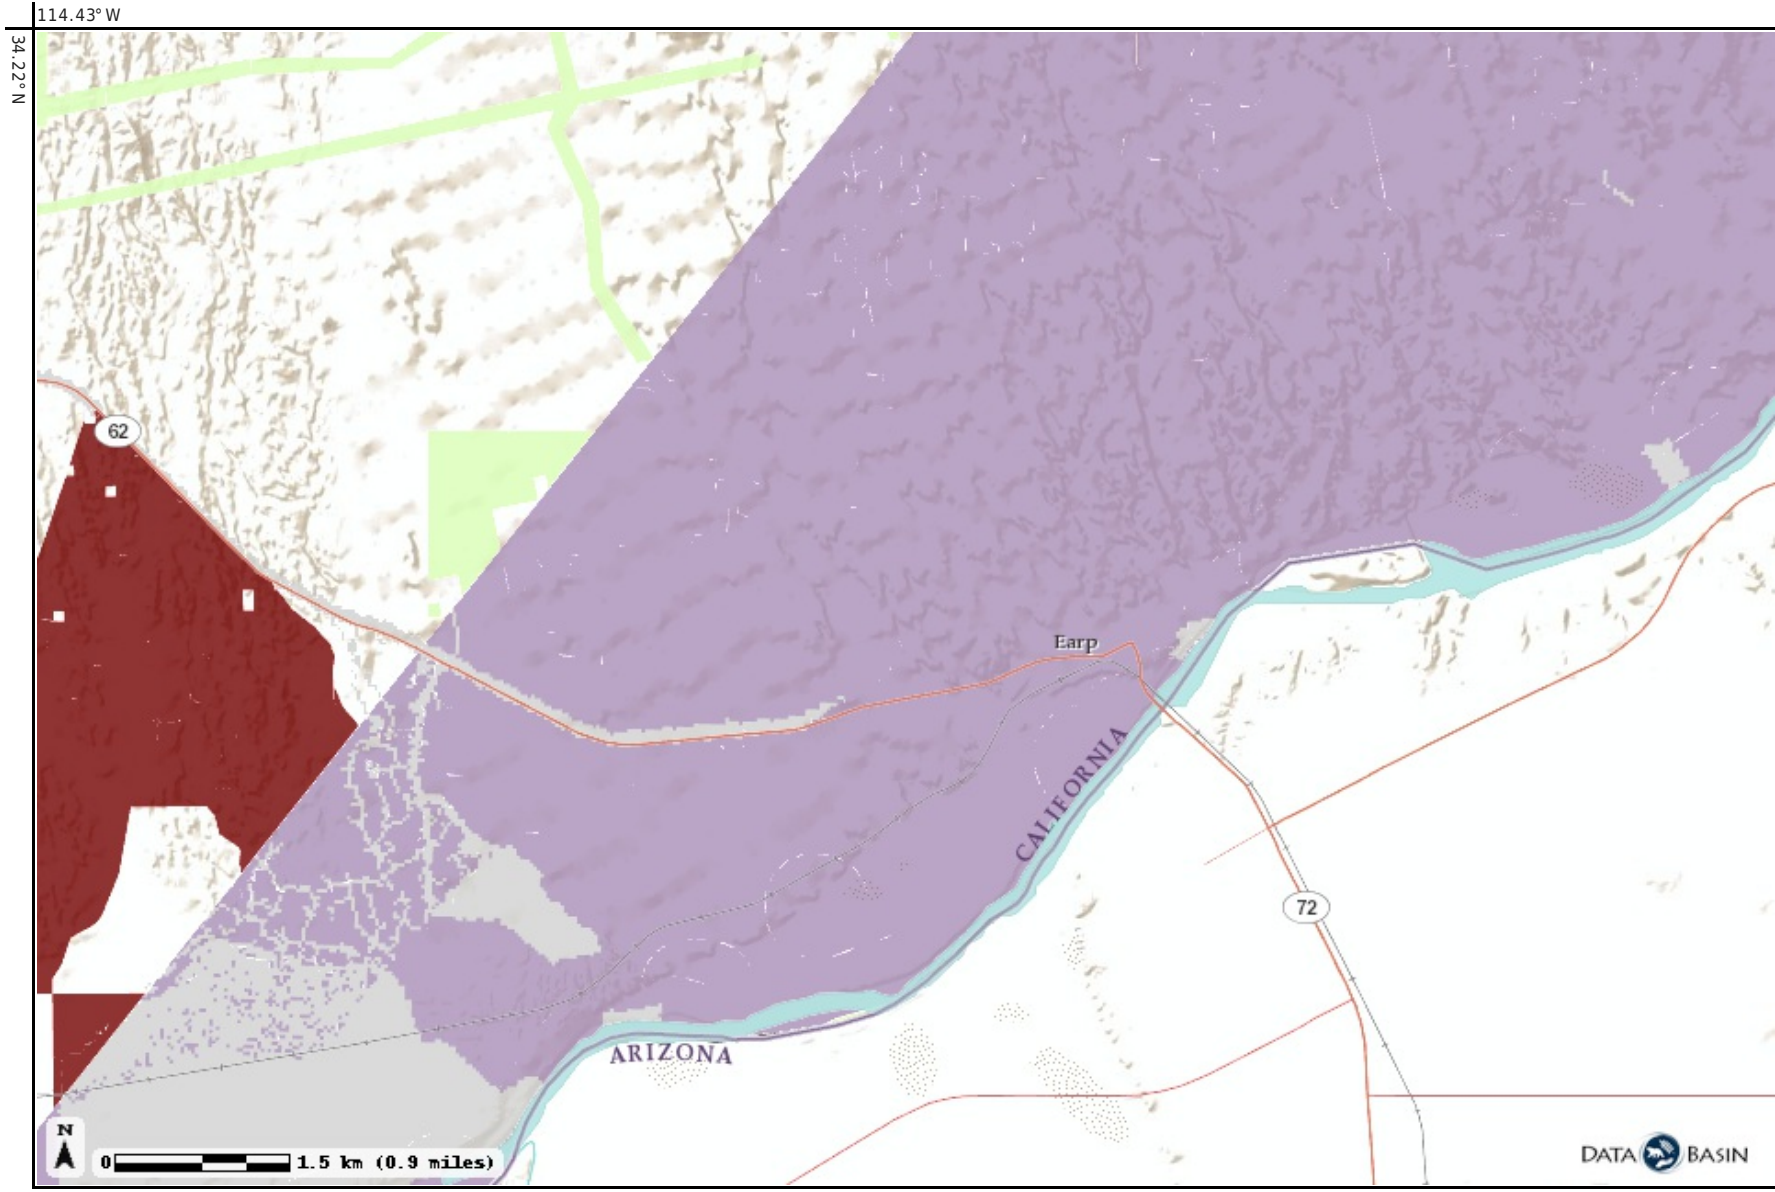 114.43° W
34.22° N
62
Earp
CALIFORNIA
72
ARIZONA
N
0 1.5 km (0.9 miles)
DATA BASIN